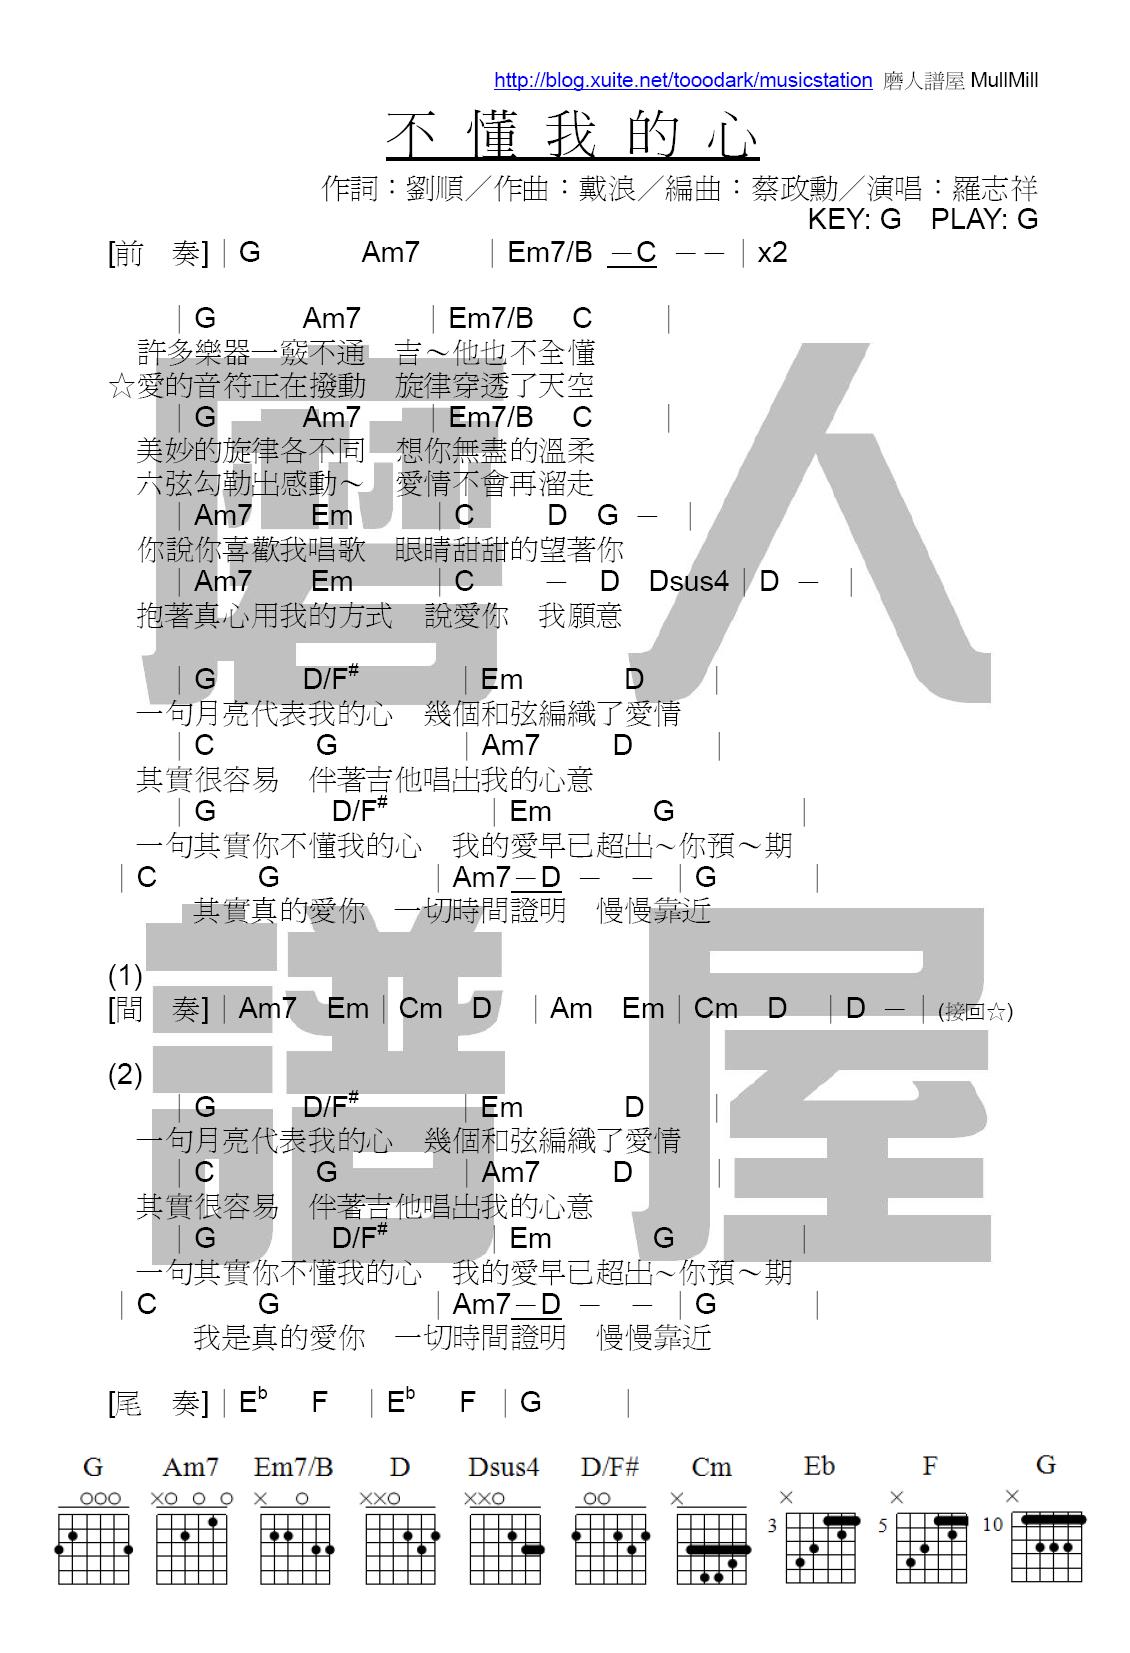 http://blog.xuite.net/tooodark/musicstation 磨人譜屋 MullMill
不懂我的心
作詞：劉順／作曲：戴浪／編曲：蔡政勳／演唱：羅志祥
KEY: G PLAY: G
[前 奏]｜G Am7 ｜Em7/B －C －－｜x2
｜G Am7 ｜Em7/B C ｜
許多樂器一竅不通 吉～他也不全懂
☆愛的音符正在撥動 旋律穿透了天空
｜G Am7 ｜Em7/B C ｜
美妙的旋律各不同 想你無盡的溫柔
六弦勾勒出感動～ 愛情不會再溜走
｜Am7 Em ｜C D G －｜
你說你喜歡我唱歌 眼睛甜甜的望著你
｜Am7 Em ｜C － D Dsus4｜D －｜
抱著真心用我的方式 說愛你 我願意
｜G D/F# ｜Em D ｜
一句月亮代表我的心 幾個和弦編織了愛情
｜C G ｜Am7 D ｜
其實很容易 伴著吉他唱出我的心意
｜G D/F# ｜Em G ｜
一句其實你不懂我的心 我的愛早已超出～你預～期
｜C G ｜Am7－D － －｜G ｜
其實真的愛你 一切時間證明 慢慢靠近
(1)
[間 奏]｜Am7 Em｜Cm D ｜Am Em｜Cm D ｜D －｜(接回☆)
(2)
｜G D/F# ｜Em D ｜
一句月亮代表我的心 幾個和弦編織了愛情
｜C G ｜Am7 D ｜
其實很容易 伴著吉他唱出我的心意
｜G D/F# ｜Em G ｜
一句其實你不懂我的心 我的愛早已超出～你預～期
｜C G ｜Am7－D － －｜G ｜
我是真的愛你 一切時間證明 慢慢靠近
[尾 奏]｜Eb F ｜Eb F ｜G ｜
G Am7 Em7/B D Dsus4 D/F# Cm Eb F G
3 5 10
磨人
譜屋